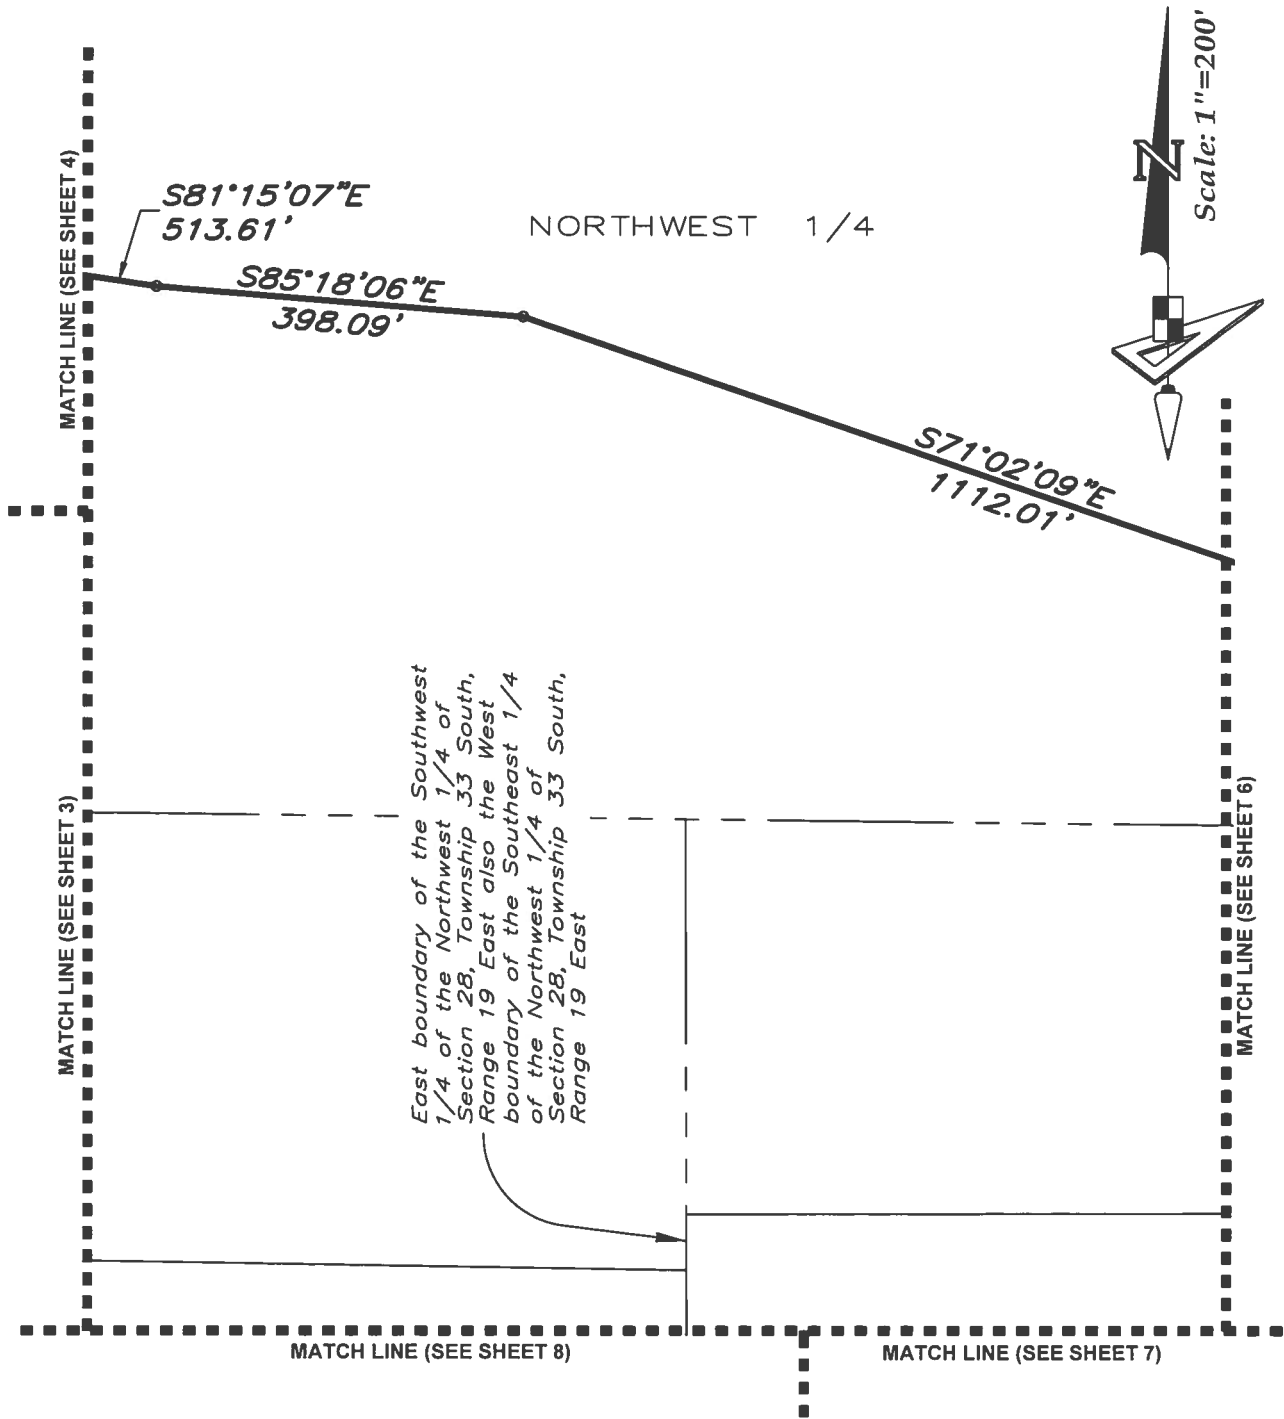 Scale: 1"=200'
N
MATCH LINE (SEE SHEET 4)
S81°15'07"E
513.61'
NORTHWEST 1/4
S85°18'06"E
398.09'
S71°02'09"E
1112.01'
East boundary of the Southwest
1/4 of the Northwest 1/4 of
Section 28, Township 33 South,
Range 19 East also the West
boundary of the Southeast 1/4
of the Northwest 1/4 of
Section 28, Township 33 South,
Range 19 East
MATCH LINE (SEE SHEET 3)
MATCH LINE (SEE SHEET 6)
MATCH LINE (SEE SHEET 8)
MATCH LINE (SEE SHEET 7)